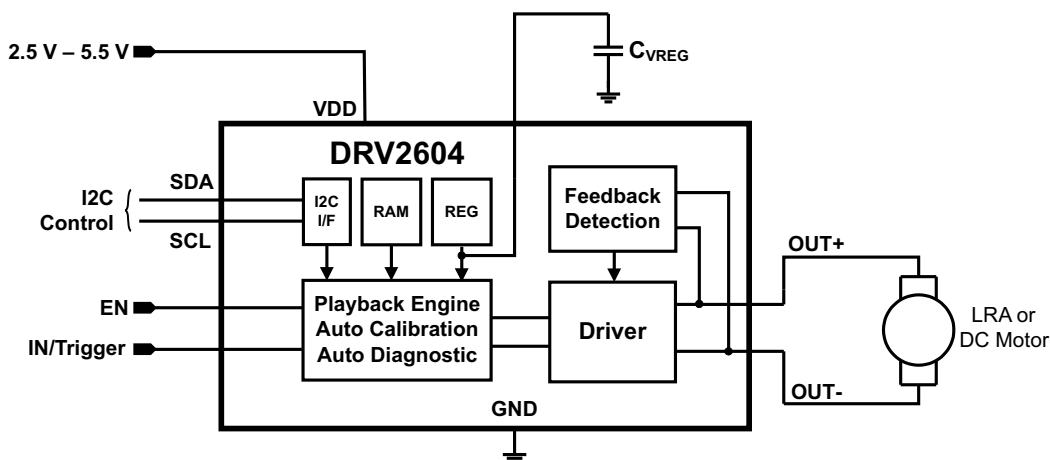 2.5 V – 5.5 V
C_VREG
VDD
DRV2604
SDA
I2C
Control
SCL
I2C
I/F
RAM
REG
Feedback
Detection
OUT+
EN
IN/Trigger
Playback Engine
Auto Calibration
Auto Diagnostic
Driver
LRA or
DC Motor
OUT-
GND